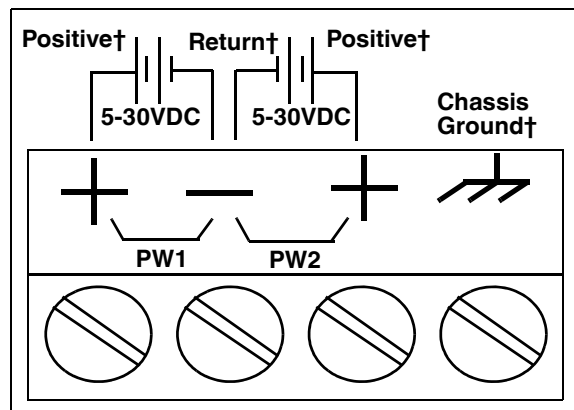 Positive† Return† Positive†
5-30VDC 5-30VDC
Chassis
Ground†
PW1 PW2